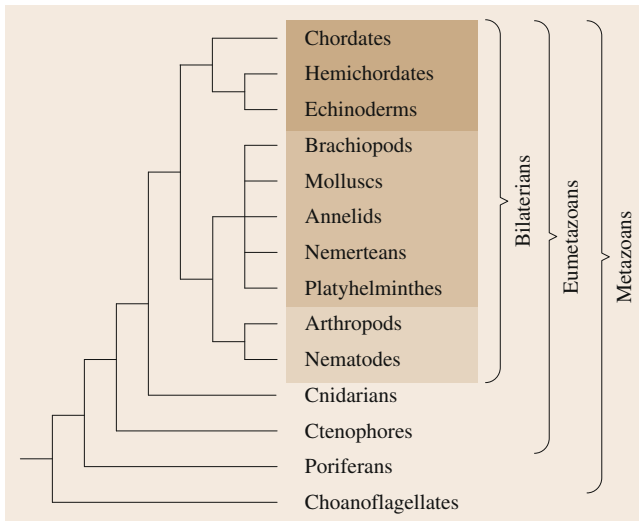 Chordates
Hemichordates
Echinoderms
Brachiopods
Molluscs
Annelids
Nemerteans
Platyhelminthes
Arthropods
Nematodes
Cnidarians
Ctenophores
Poriferans
Choanoflagellates
Bilaterians
Eumetazoans
Metazoans